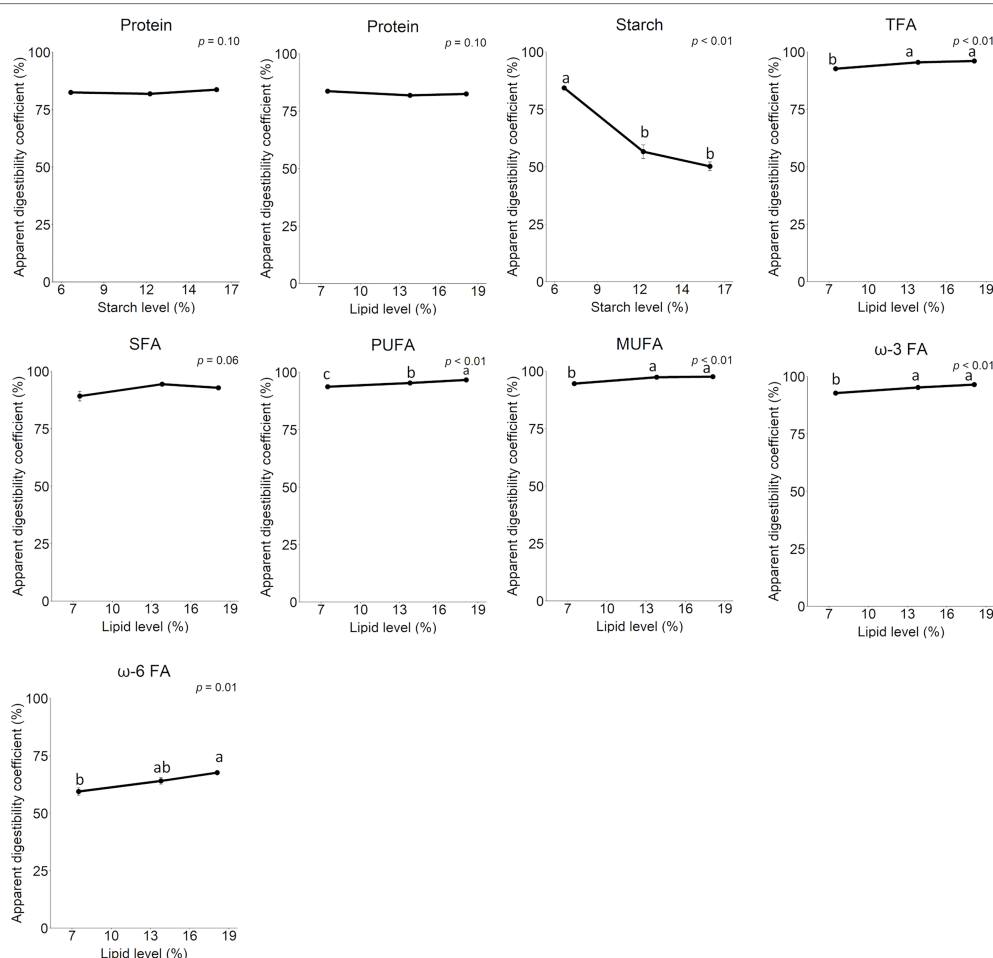 Protein
p = 0.10
Apparent digestibility coefficient (%)
100
75
50
25
0
6 9 12 14 17
Starch level (%)
Protein
p = 0.10
Apparent digestibility coefficient (%)
100
75
50
25
0
7 10 13 16 19
Lipid level (%)
Starch
p < 0.01
Apparent digestibility coefficient (%)
100
75
50
25
0
a
b
b
6 9 12 14 17
Starch level (%)
TFA
p < 0.01
Apparent digestibility coefficient (%)
100
75
50
25
0
b a a
7 10 13 16 19
Lipid level (%)
SFA
p = 0.06
Apparent digestibility coefficient (%)
100
75
50
25
0
7 10 13 16 19
Lipid level (%)
PUFA
p < 0.01
Apparent digestibility coefficient (%)
100
75
50
25
0
c b a
7 10 13 16 19
Lipid level (%)
MUFA
p < 0.01
Apparent digestibility coefficient (%)
100
75
50
25
0
b a a
7 10 13 16 19
Lipid level (%)
ω-3 FA
p < 0.01
Apparent digestibility coefficient (%)
100
75
50
25
0
b a a
7 10 13 16 19
Lipid level (%)
ω-6 FA
p = 0.01
Apparent digestibility coefficient (%)
100
75
50
25
0
b ab a
7 10 13 16 19
Lipid level (%)